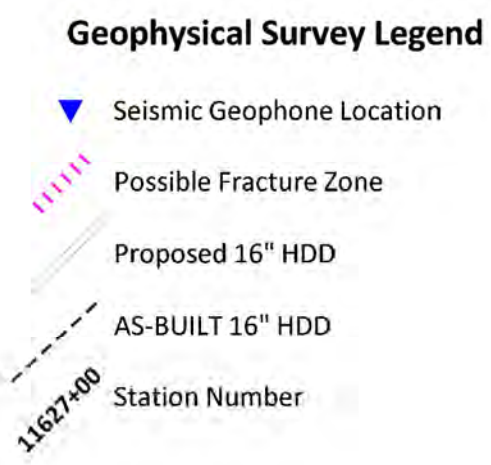 Geophysical Survey Legend
Seismic Geophone Location
Possible Fracture Zone
Proposed 16" HDD
AS-BUILT 16" HDD
11627+00 Station Number